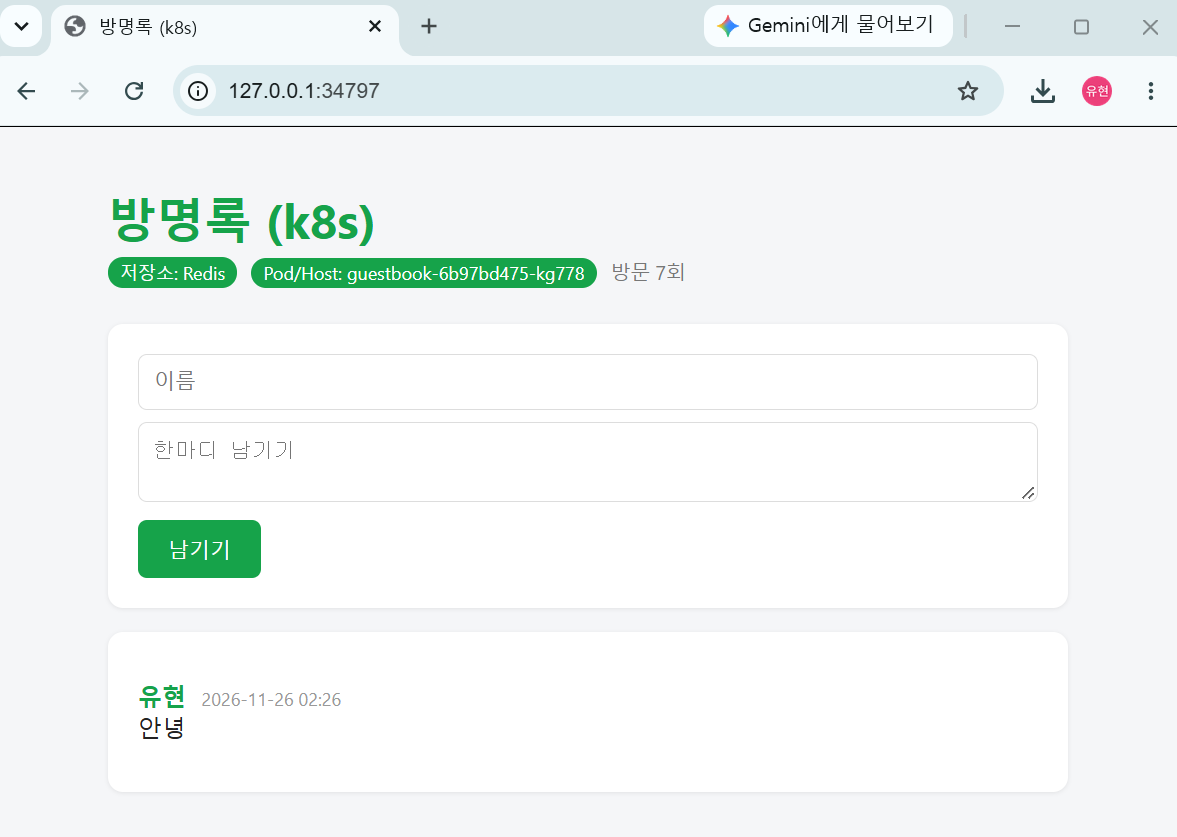 방명록 (k8s)
Gemini에게 물어보기
127.0.0.1:34797
유현
방명록 (k8s)
저장소: Redis Pod/Host: guestbook-6b97bd475-kg778 방문 7회
이름
한마디 남기기
남기기
유현 2026-11-26 02:26
안녕